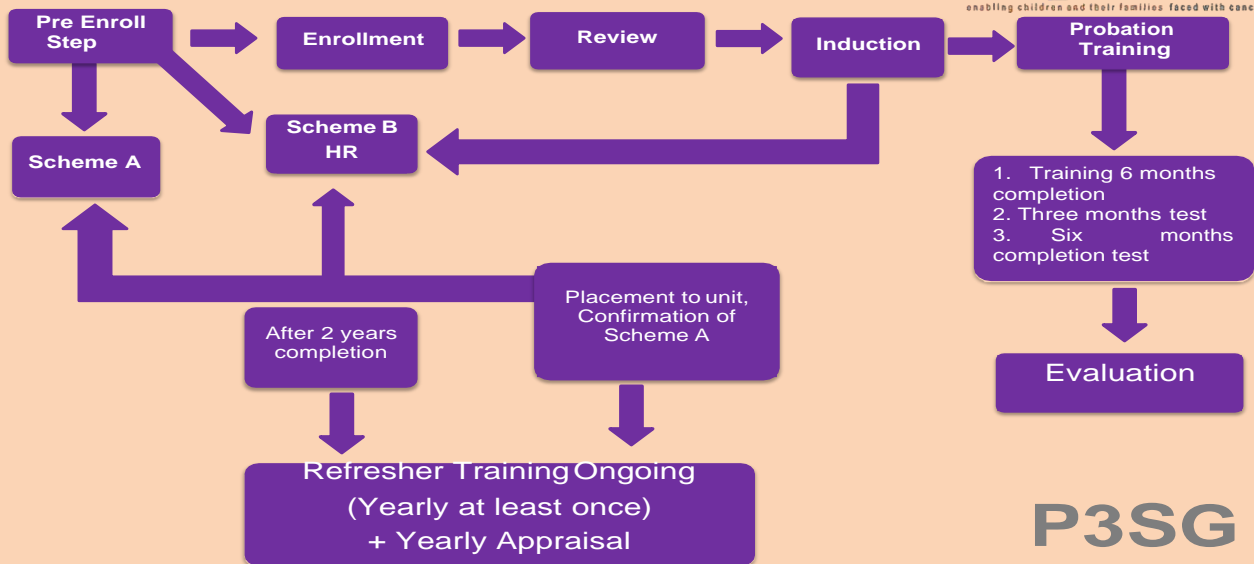 enabling children and their families faced with canc
Pre Enroll
Step
Enrollment
Review
Induction
Probation
Training
Scheme A
Scheme B
HR
1. Training 6 months
completion
2. Three months test
3. Six months
completion test
Placement to unit,
Confirmation of
Scheme A
After 2 years
completion
Evaluation
Refresher Training Ongoing
(Yearly at least once)
+ Yearly Appraisal
P3SG